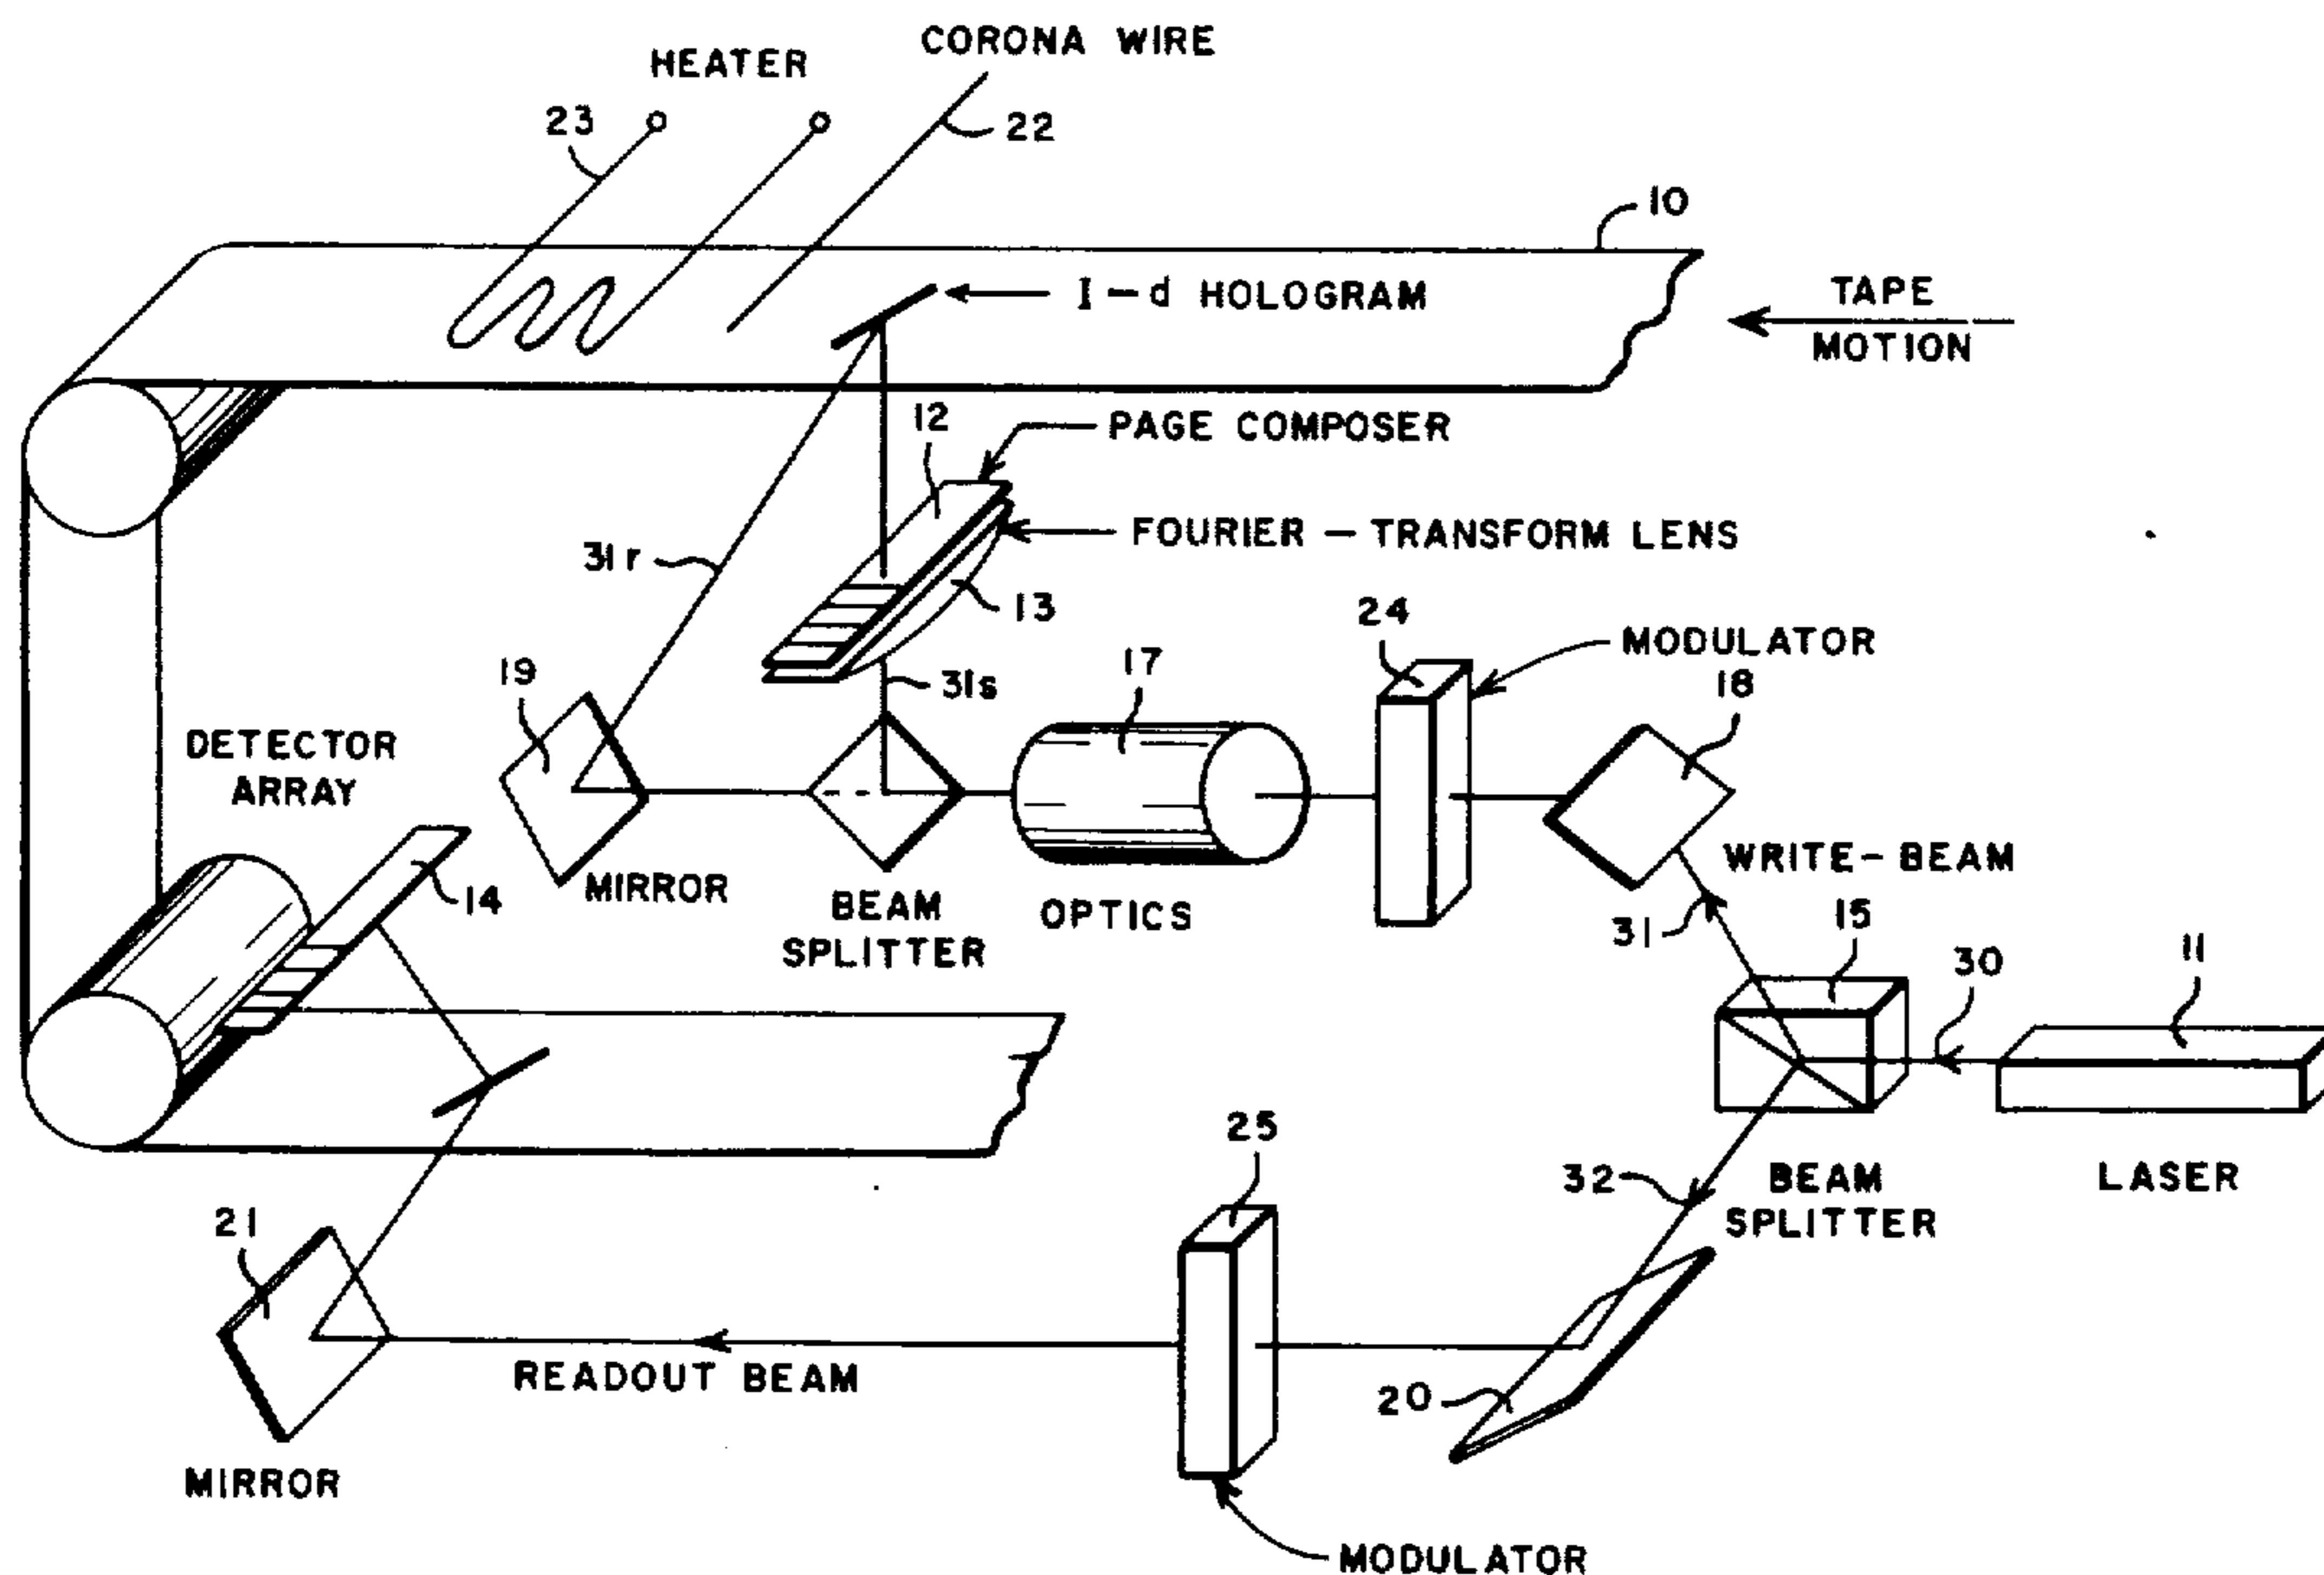 CORONA WIRE
HEATER
23
22
10
I-d HOLOGRAM
TAPE
MOTION
12
PAGE COMPOSER
FOURIER - TRANSFORM LENS
31r
13
24
MODULATOR
19
31s
17
18
DETECTOR
ARRAY
14
MIRROR
BEAM
SPLITTER
OPTICS
WRITE-BEAM
31
15
30
11
25
32
BEAM
SPLITTER
LASER
21
READOUT BEAM
20
MIRROR
MODULATOR